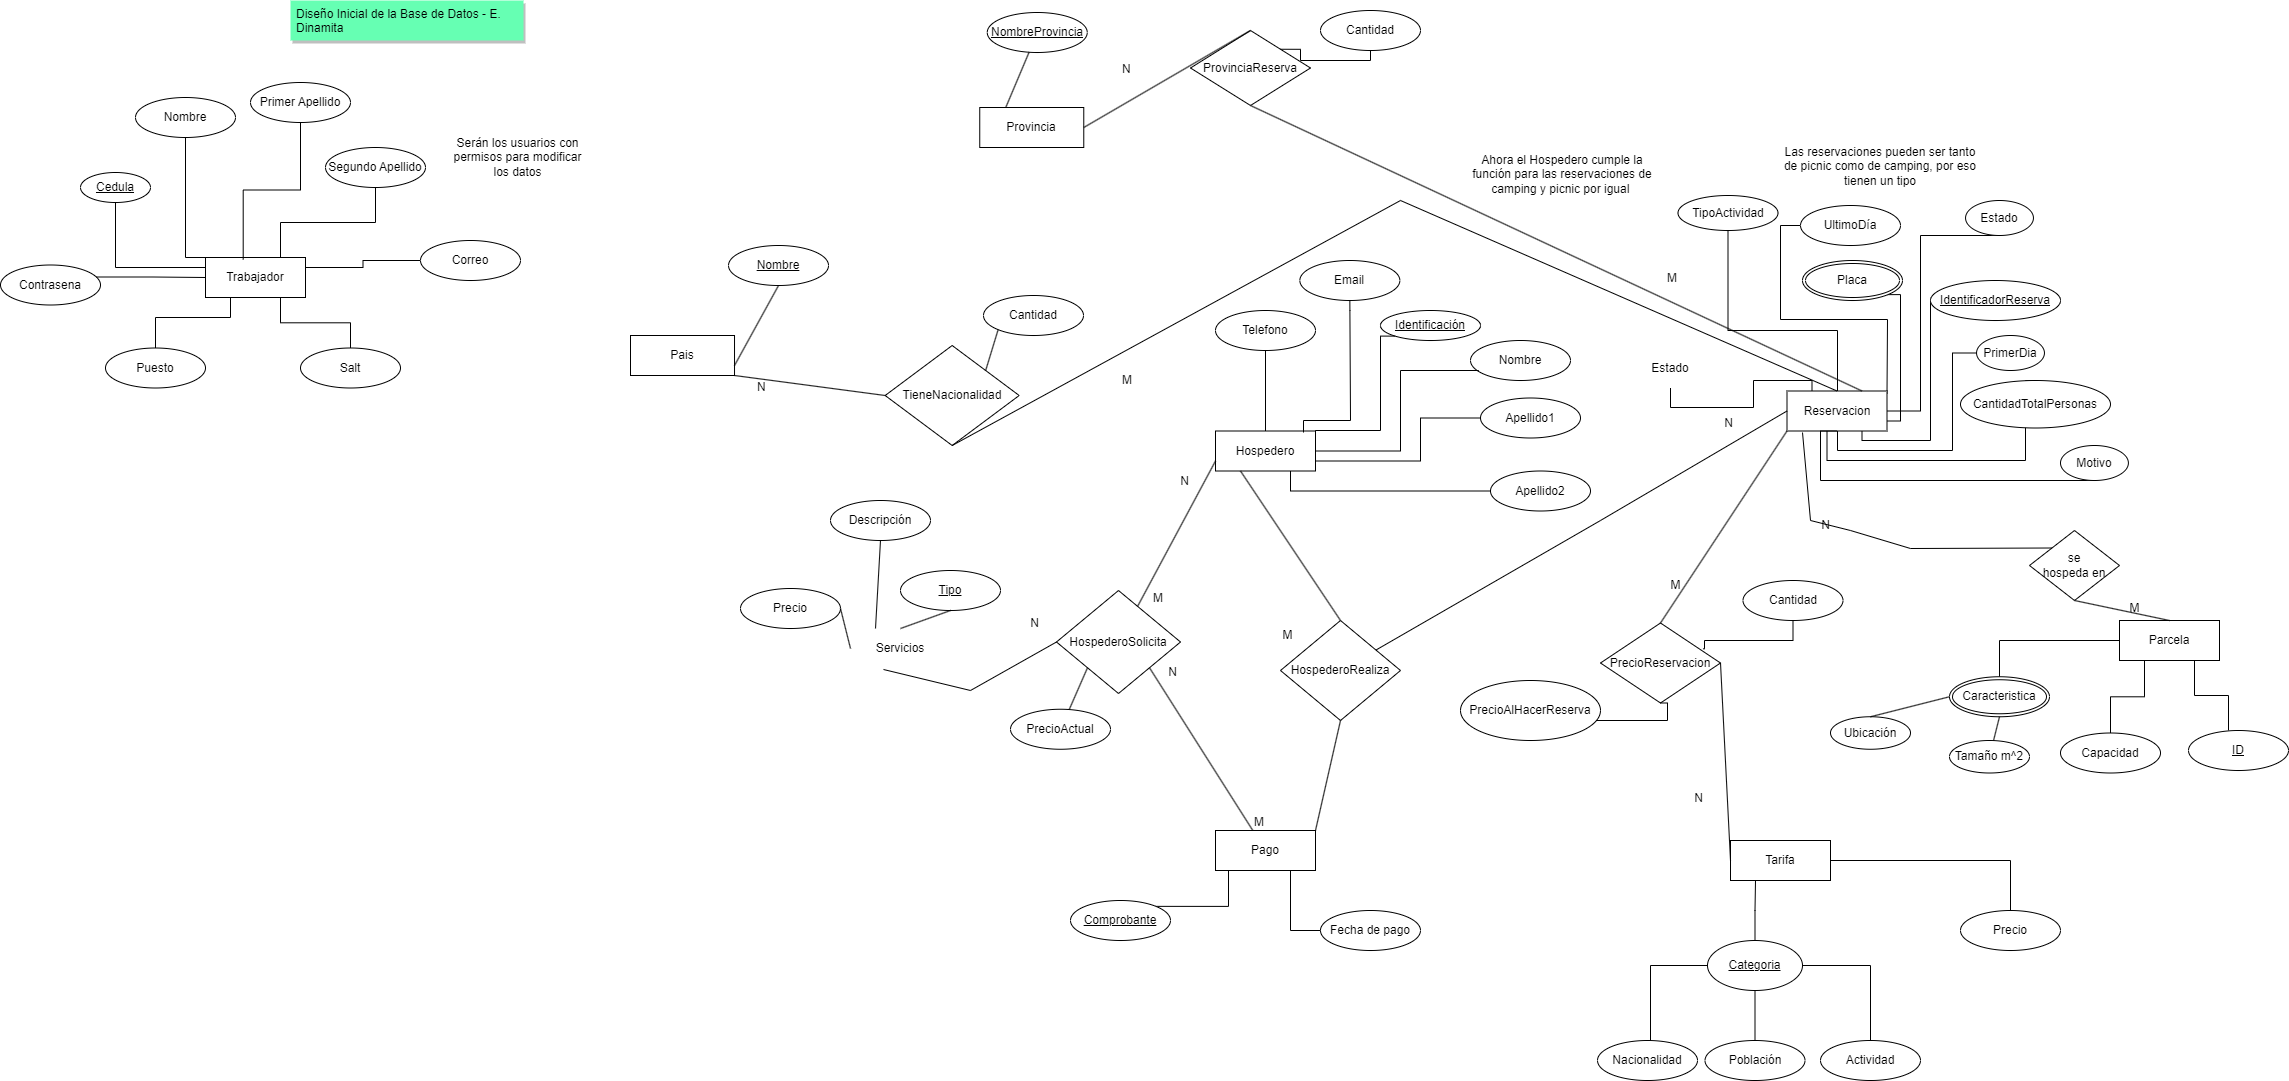 Diseño Inicial de la Base de Datos - E.
Dinamita
NombreProvincia
Cantidad
N
ProvinciaReserva
Provincia
Primer Apellido
Nombre
Serán los usuarios con
permisos para modificar
los datos
Segundo Apellido
Cedula
Correo
Trabajador
Contrasena
Puesto
Salt
Ahora el Hospedero cumple la
función para las reservaciones de
camping y picnic por igual
Las reservaciones pueden ser tanto
de picnic como de camping, por eso
tienen un tipo
TipoActividad
UltimoDía
Estado
M
Placa
IdentificadorReserva
PrimerDia
Estado
CantidadTotalPersonas
Reservacion
N
Motivo
Nombre
Cantidad
Pais
N
TieneNacionalidad
M
Email
Telefono
Identificación
Nombre
Apellido1
Hospedero
Apellido2
N
Descripción
Tipo
Precio
Servicios
N
M
HospederoSolicita
N
PrecioActual
M
HospederoRealiza
N
se
hospeda en
M
Parcela
Caracteristica
Ubicación
Tamaño m^2
Capacidad
ID
M
Cantidad
PrecioReservacion
PrecioAlHacerReserva
N
M
Pago
Comprobante
Fecha de pago
Tarifa
Precio
Categoria
Nacionalidad
Población
Actividad